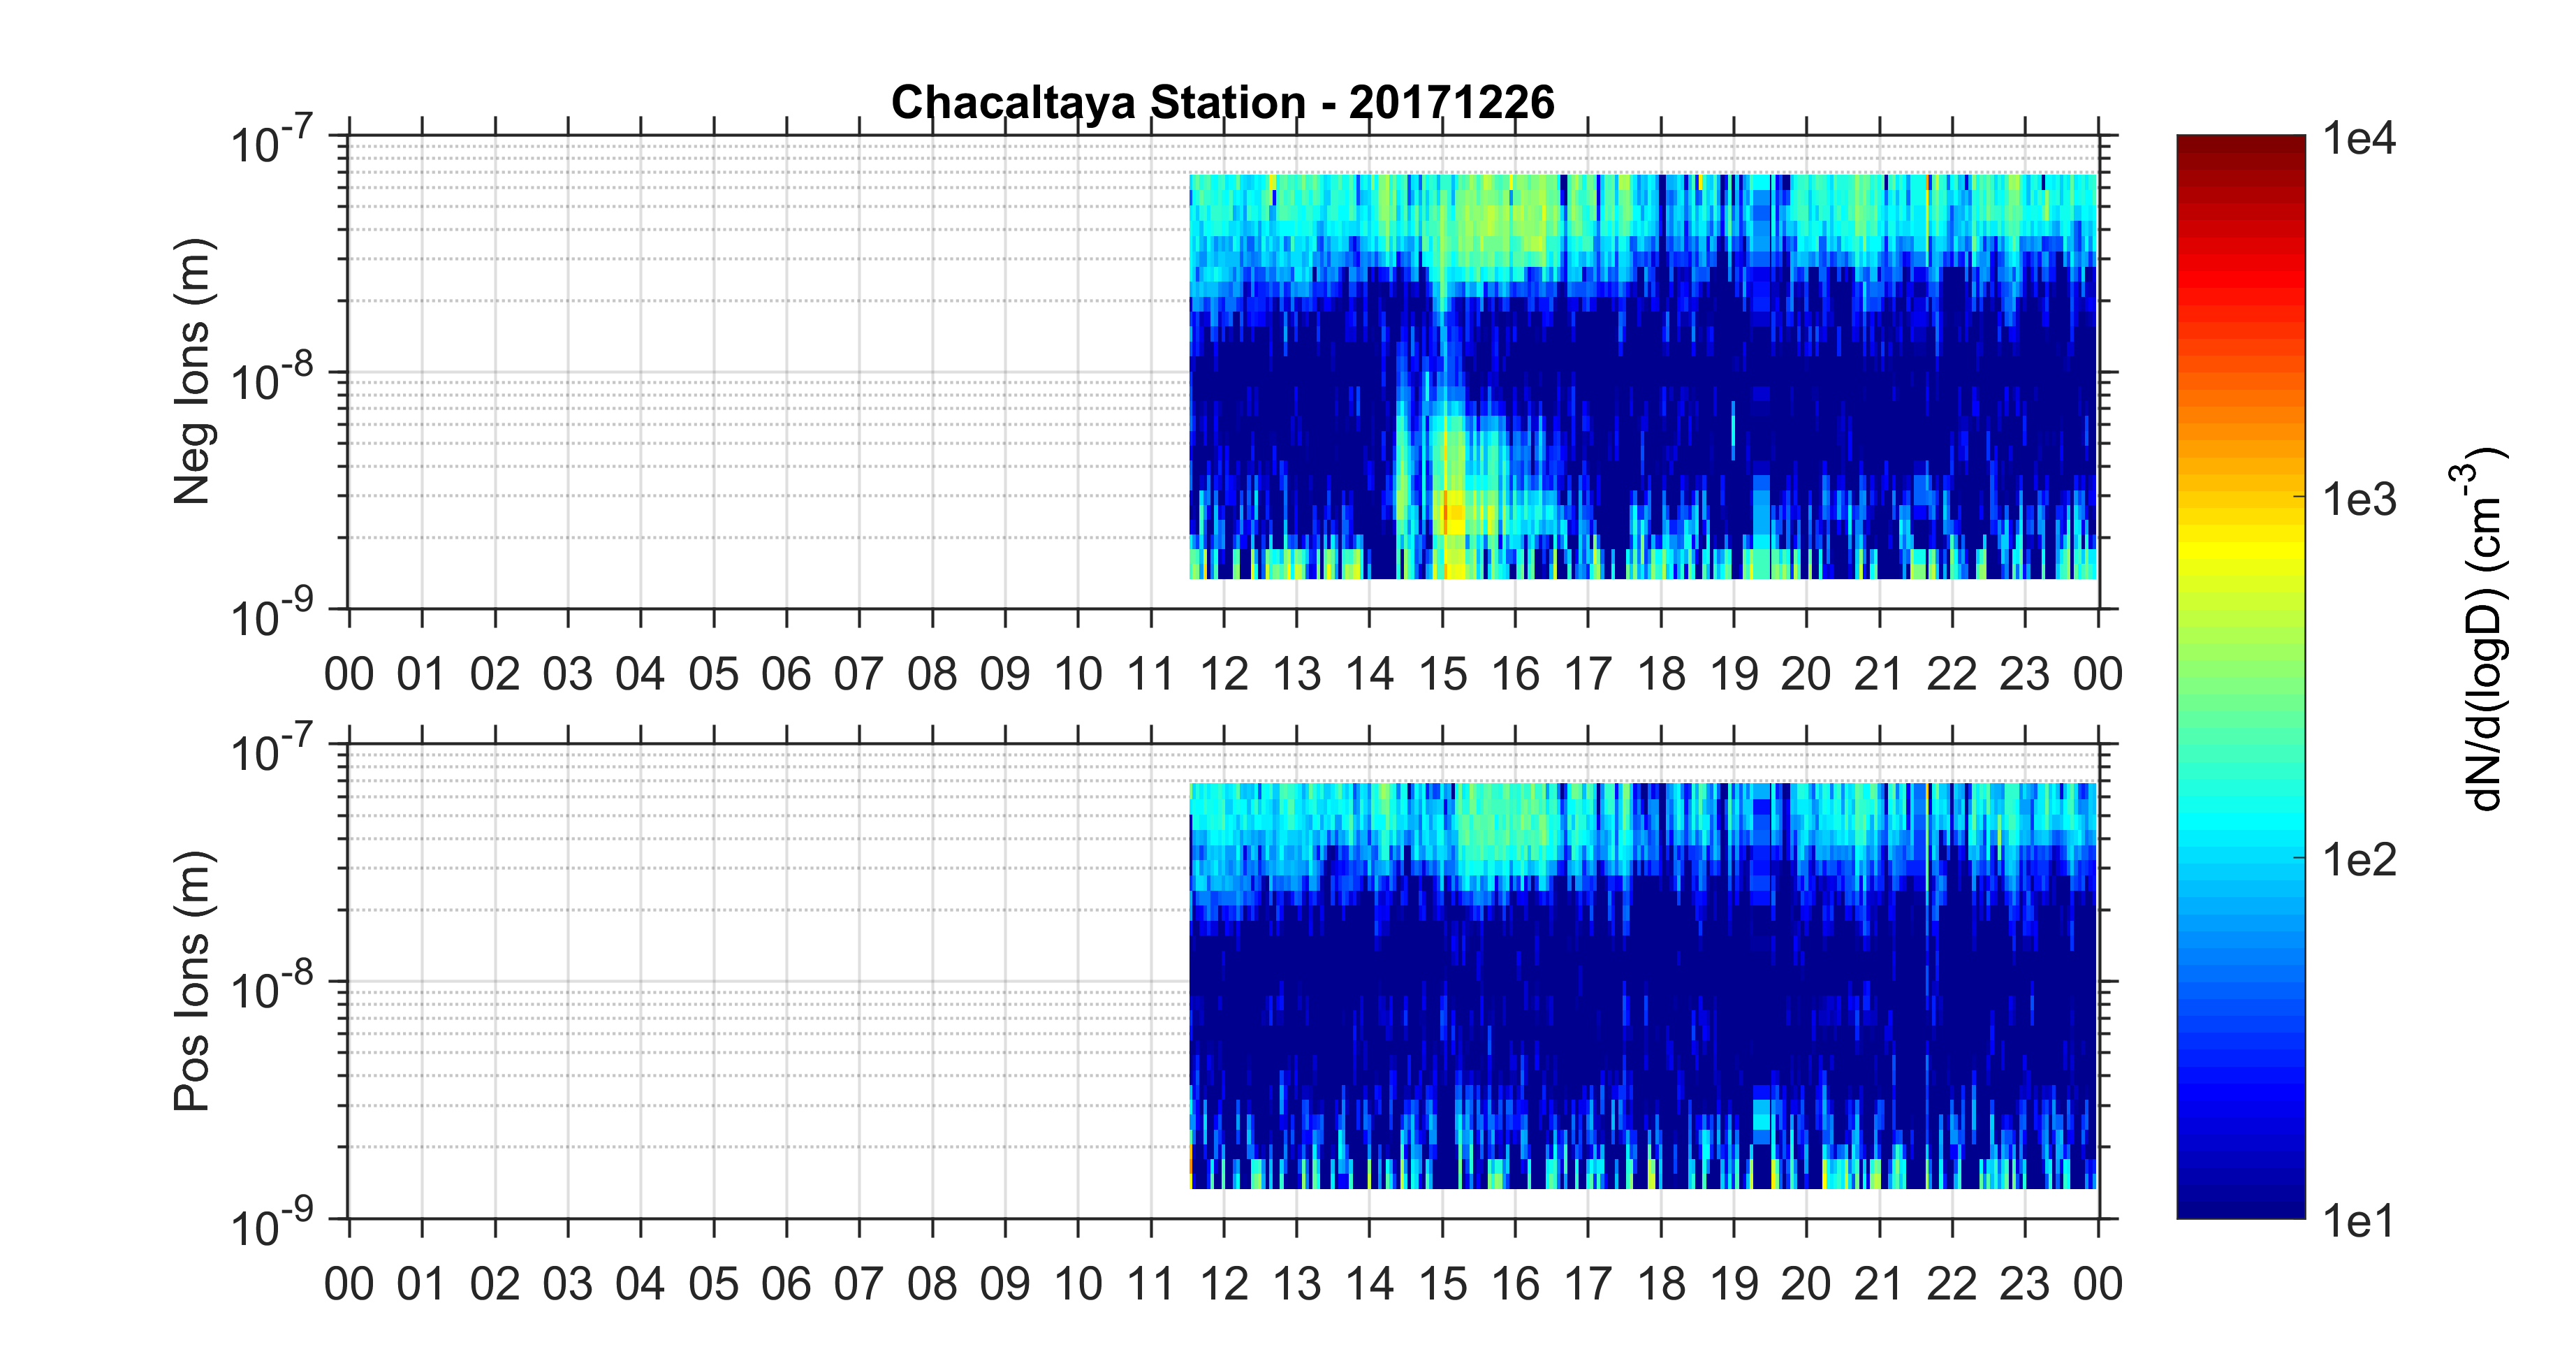 Chacaltaya Station - 20171226
10-7
10-8
10-9
Neg Ions (m)
00 01 02 03 04 05 06 07 08 09 10 11 12 13 14 15 16 17 18 19 20 21 22 23 00
10-7
10-8
10-9
Pos Ions (m)
00 01 02 03 04 05 06 07 08 09 10 11 12 13 14 15 16 17 18 19 20 21 22 23 00
1e4
1e3
1e2
1e1
dN/d(logD) (cm-3)